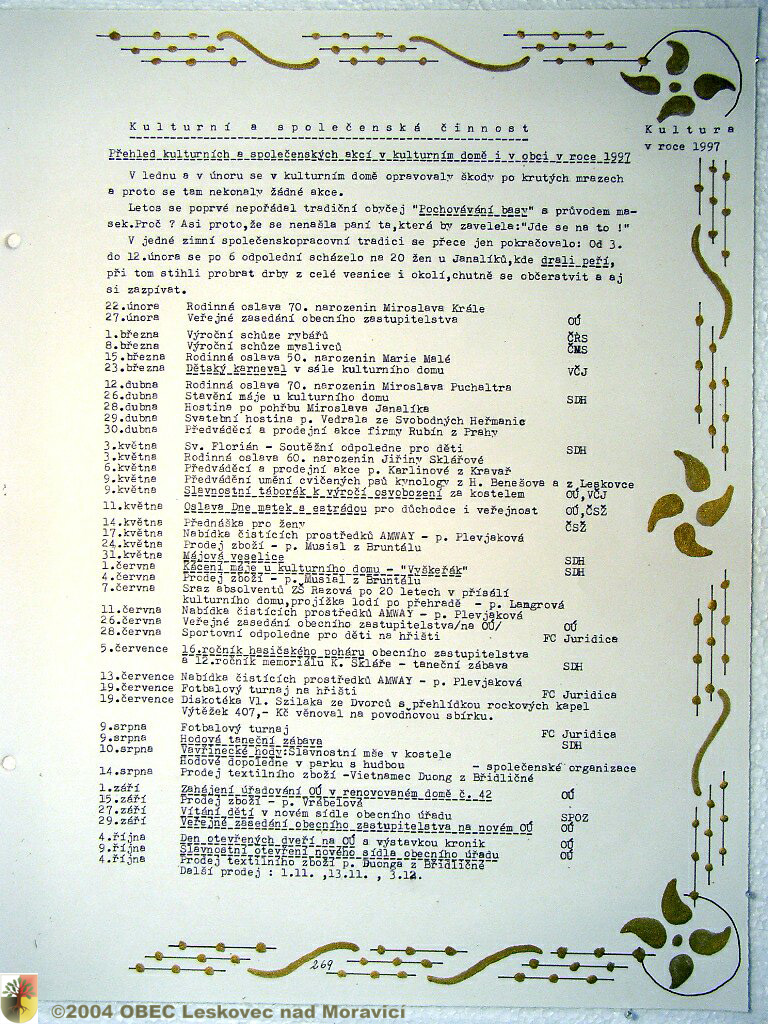 Kulturní a společenská činnost
Kultura
v roce 1997
Přehled kulturních a společenských akcí v kulturním domě i v obci v roce 1997
V lednu a v únoru se v kulturním domě opravovaly škody po krutých mrazech
a proto se tam nekonaly žádné akce.
Letos se poprvé nepořádal tradiční obyčej "Pochovávání basy" s průvodem ma-
sek.Proč ? Asi proto,že se nenašla paní ta,která by zavelela:"Jde se na to !"
V jedné zimní společenskopracovní tradici se přece jen pokračovalo: Od 3.
do 12.února se po 6 odpolední scházelo na 20 žen u Janalíků,kde drali peří,
při tom stihli probrat drby z celé vesnice i okolí,chutně se občerstvit a aj
si zazpívat.
22.února Rodinná oslava 70. narozenin Miroslava Krále
27.února Veřejné zasedání obecního zastupitelstva OÚ
1.března Výroční schůze rybářů ČRS
8.března Výroční schůze myslivců ČMS
15.března Rodinná oslava 50. narozenin Marie Malé
23.března Dětský karneval v sále kulturního domu VČJ
12.dubna Rodinná oslava 70. narozenin Miroslava Puchaltra
26.dubna Stavění máje u kulturního domu SDH
28.dubna Hostina po pohřbu Miroslava Janalíka
29.dubna Svatební hostina p. Vedrala ze Svobodných Heřmanic
30.dubna Předváděcí a prodejní akce firmy Rubín z Prahy
3.května Sv. Florián - Soutěžní odpoledne pro děti SDH
3.května Rodinná oslava 60. narozenin Jiřiny Sklářové
6.května Předváděcí a prodejní akce p. Karlinové z Kravař
9.května Předvádění umění cvičených psů kynology z H. Benešova a z Leskovce
9.května Slavnostní táborák k výročí osvobození za kostelem OÚ,VČJ
11.května Oslava Dne matek s estrádou pro důchodce i veřejnost OÚ,ČSŽ
14.května Přednáška pro ženy ČSŽ
17.května Nabídka čistících prostředků AMWAY - p. Plevjaková
24.května Prodej zboží - p. Musial z Bruntálu
31.května Májová veselice SDH
1.června Kácení máje u kulturního domu - "Vyškeřák" SDH
4.června Prodej zboží - p. Musial z Bruntálu
7.června Sraz absolventů ZŠ Razová po 20 letech v přísálí
kulturního domu,projížka lodí po přehradě - p. Langrová
11.června Nabídka čistících prostředků AMWAY - p. Plevjaková
26.června Veřejné zasedání obecního zastupitelstva/na OÚ/ OÚ
28.června Sportovní odpoledne pro děti na hřišti FC Juridica
5.července 16.ročník hasičského poháru obecního zastupitelstva
a 12.ročník memoriálu K. Skláře - taneční zábava SDH
13.července Nabídka čistících prostředků AMWAY - p. Plevjaková
19.července Fotbalový turnaj na hřišti FC Juridica
19.července Diskotéka Vl. Szilaka ze Dvorců s přehlídkou rockových kapel
Výtěžek 407,- Kč věnoval na povodňovou sbírku.
9.srpna Fotbalový turnaj FC Juridica
9.srpna Hodová taneční zábava SDH
10.srpna Vavřinecké hody:Slavnostní mše v kostele
Hodové dopoledne v parku s hudbou - společenské organizace
14.srpna Prodej textilního zboží -Vietnamec Duong z Břidličné
1.září Zahájení úřadování OÚ v renovovaném domě č. 42 OÚ
15.září Prodej zboží - p. Vrábelová
27.září Vítání dětí v novém sídle obecního úřadu SPOZ
29.září Veřejné zasedání obecního zastupitelstva na novém OÚ OÚ
4.října Den otevřených dveří na OÚ s výstavkou kronik OÚ
9.října Slavnostní otevření nového sídla obecního úřadu OÚ
4.října Prodej textilního zboží p. Duonga z Břidličné
Další prodej : 1.11. ,13.11. , 3.12.
269
©2004 OBEC Leskovec nad Moravicí